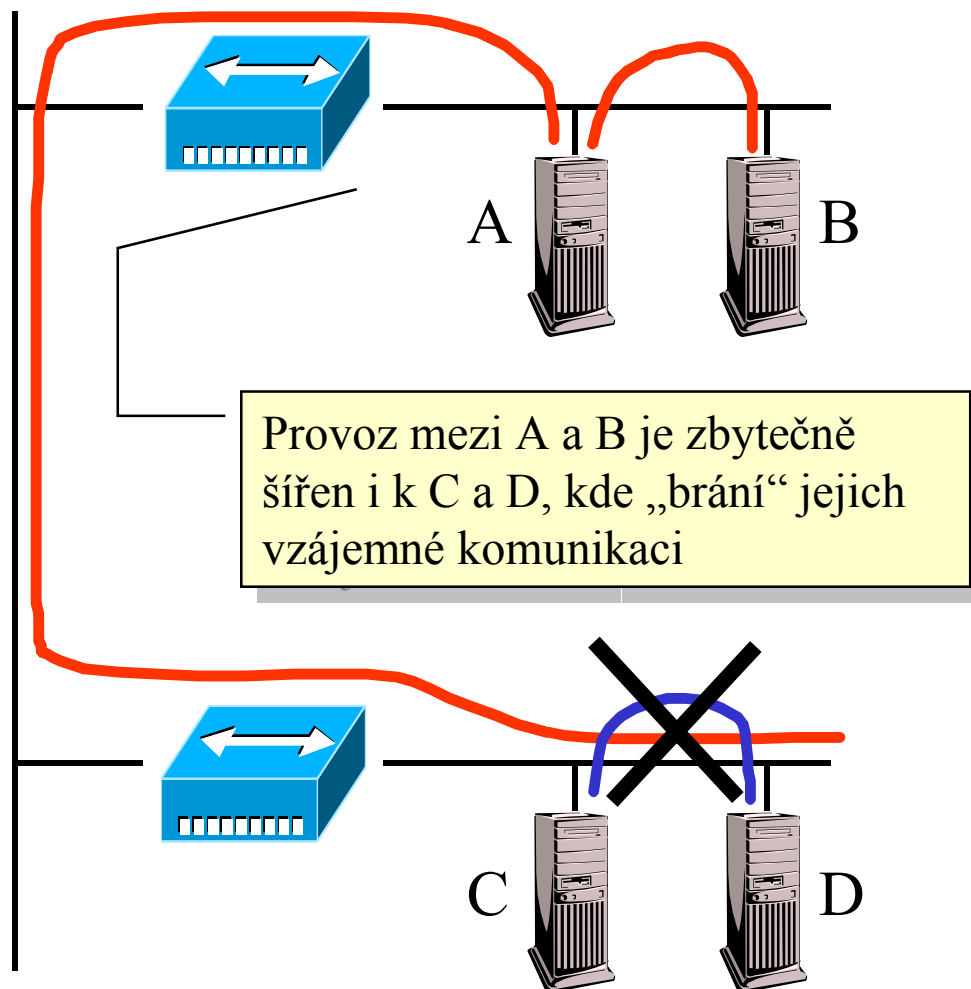 A
B
Provoz mezi A a B je zbytečně
šířen i k C a D, kde „brání“ jejich
vzájemné komunikaci
C
D